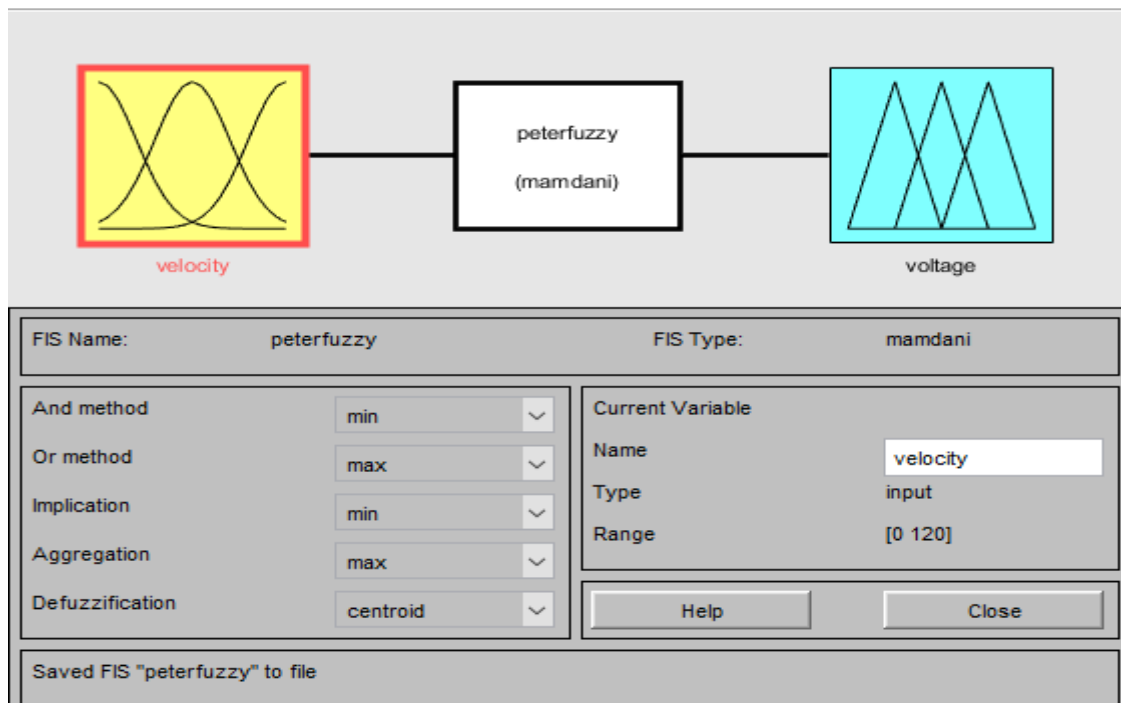 peterfuzzy
(mamdani)
velocity
voltage
FIS Name: peterfuzzy FIS Type: mamdani
And method min
Or method max
Implication min
Aggregation max
Defuzzification centroid
Current Variable
Name velocity
Type input
Range [0 120]
Help Close
Saved FIS "peterfuzzy" to file